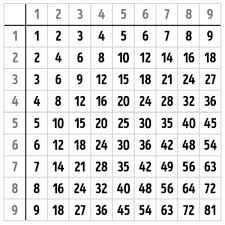 1 2 3 4 5 6 7 8 9
1 1 2 3 4 5 6 7 8 9
2 2 4 6 8 10 12 14 16 18
3 3 6 9 12 15 18 21 24 27
4 4 8 12 16 20 24 28 32 36
5 5 10 15 20 25 30 35 40 45
6 6 12 18 24 30 36 42 48 54
7 7 14 21 28 35 42 49 56 63
8 8 16 24 32 40 48 56 64 72
9 9 18 27 36 45 54 63 72 81